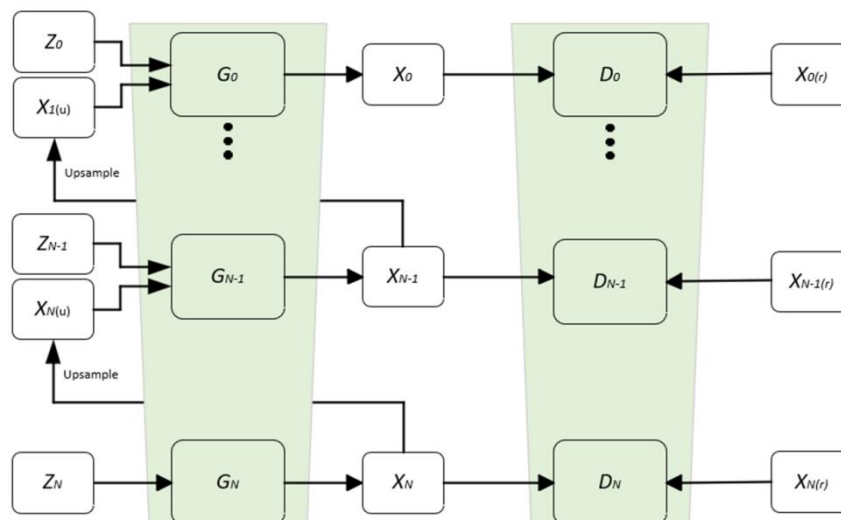 Z0
G0
X0
D0
X0(r)
X1(u)
Upsample
ZN-1
GN-1
XN-1
DN-1
XN-1(r)
XN(u)
Upsample
ZN
GN
XN
DN
XN(r)